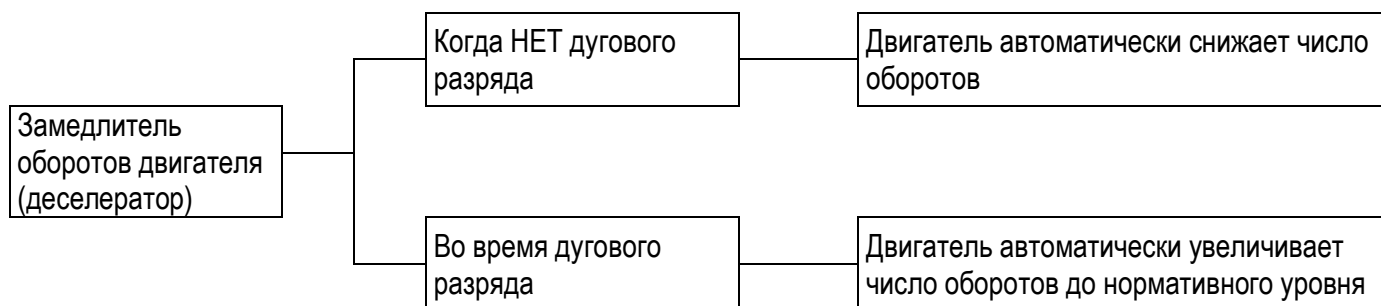 Когда НЕТ дугового
разряда
Двигатель автоматически снижает число
оборотов
Замедлитель
оборотов двигателя
(деселератор)
Во время дугового
разряда
Двигатель автоматически увеличивает
число оборотов до нормативного уровня